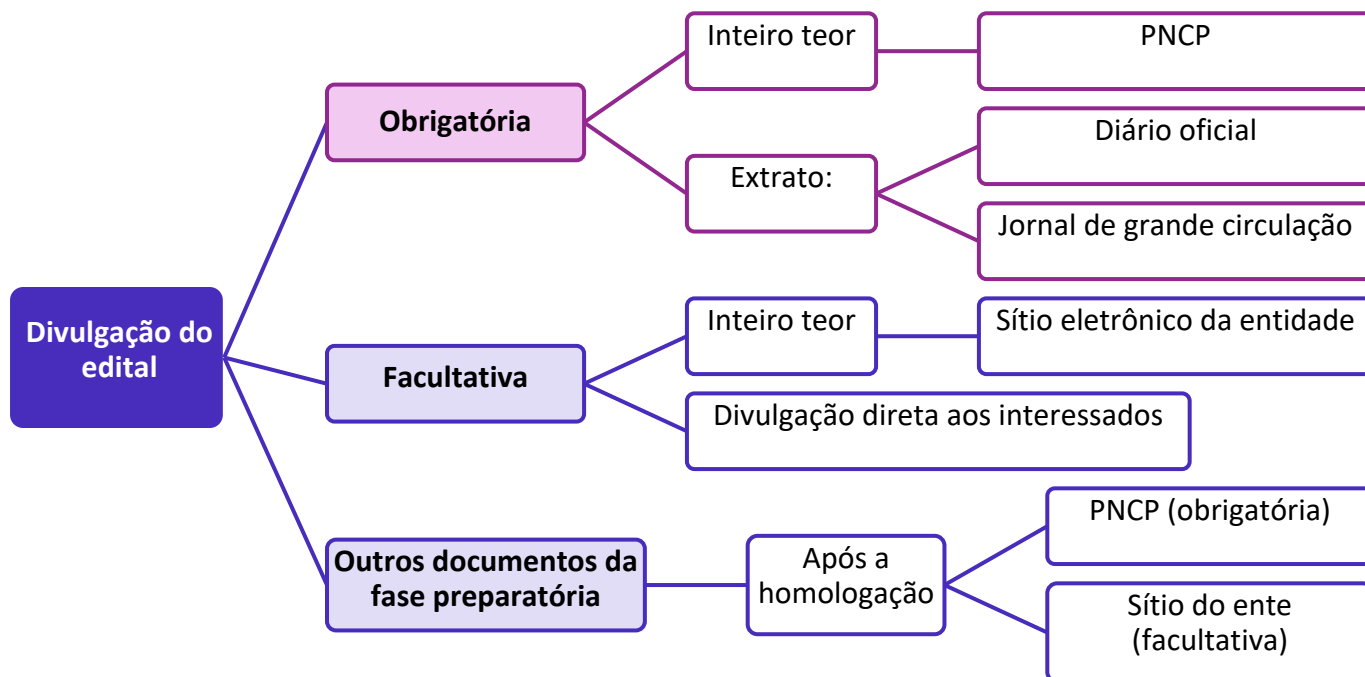 Divulgação do
edital
Obrigatória
Inteiro teor
PNCP
Extrato:
Diário oficial
Jornal de grande circulação
Facultativa
Inteiro teor
Sítio eletrônico da entidade
Divulgação direta aos interessados
Outros documentos da
fase preparatória
Após a
homologação
PNCP (obrigatória)
Sítio do ente
(facultativa)